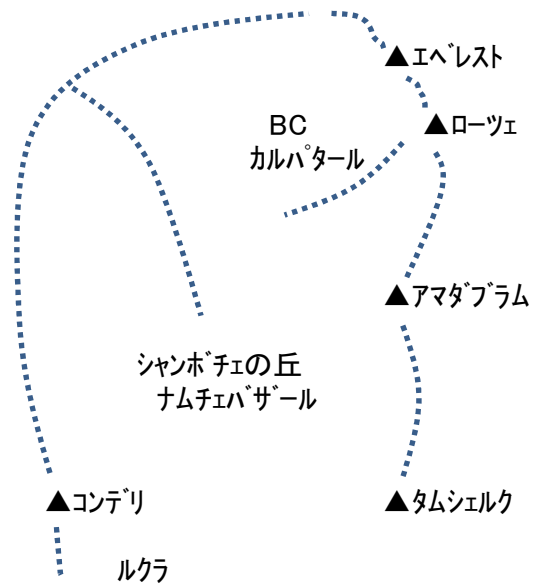 ▲エベレスト
▲ローツェ
BC
カルパタール
▲アマダブラム
シャンボチェの丘
ナムチェバザール
▲コンデリ
▲タムシェルク
ルクラ